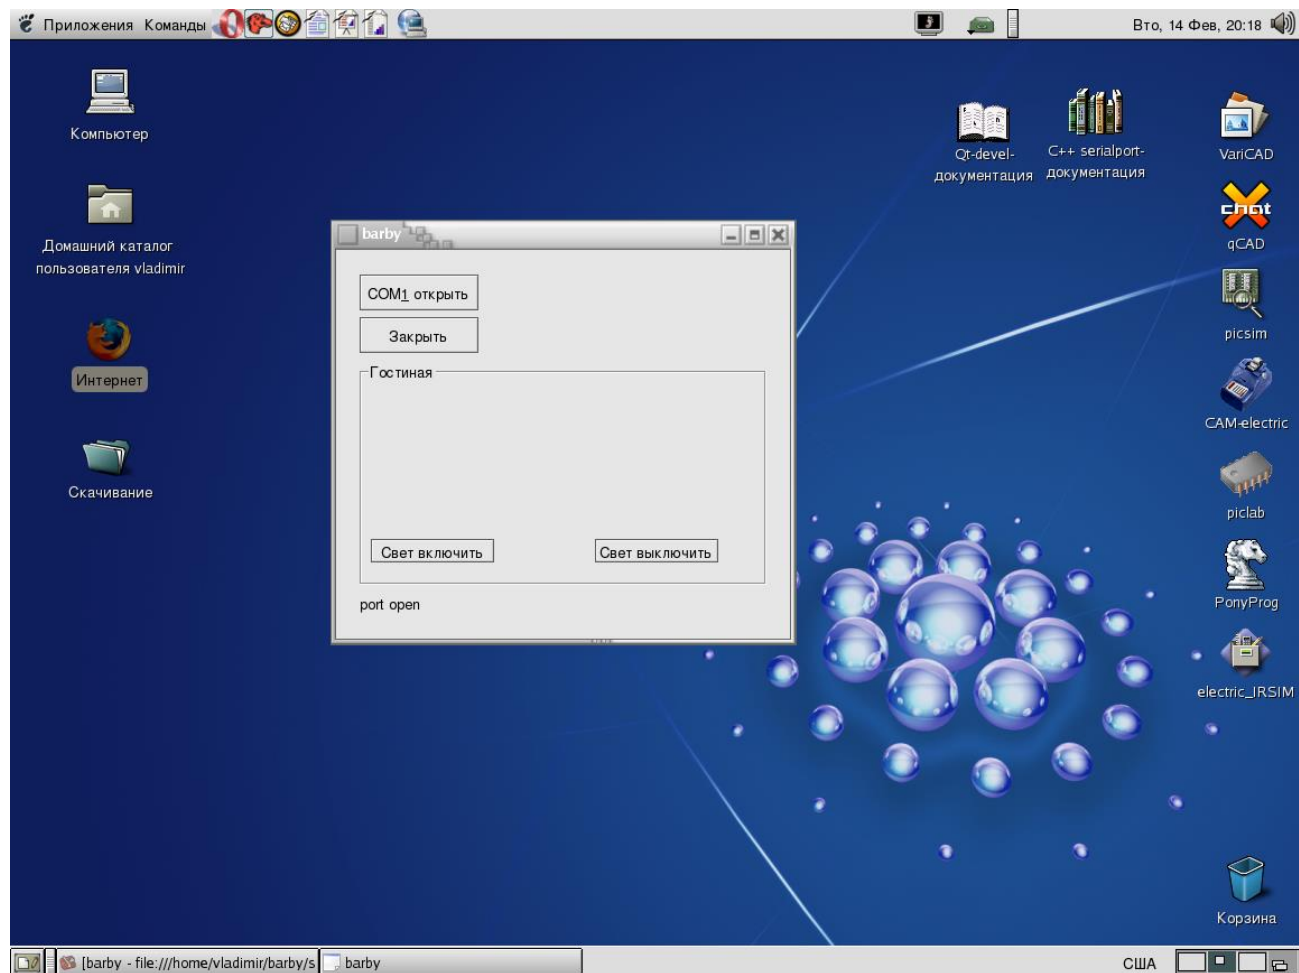 Приложения Команды
Вто, 14 Фев, 20:18
Компьютер
Домашний каталог
пользователя vladimir
Интернет
Скачивание
barby
COM1 открыть
Закрыть
Гостиная
Свет включить
Свет выключить
port open
Qt-devel-
документация
C++ serialport-
документация
VariCAD
chat
qCAD
picsim
CAM-electric
piclab
PonyProg
electric_IRSIM
Корзина
[barby - file:///home/vladimir/barby/s
barby
США